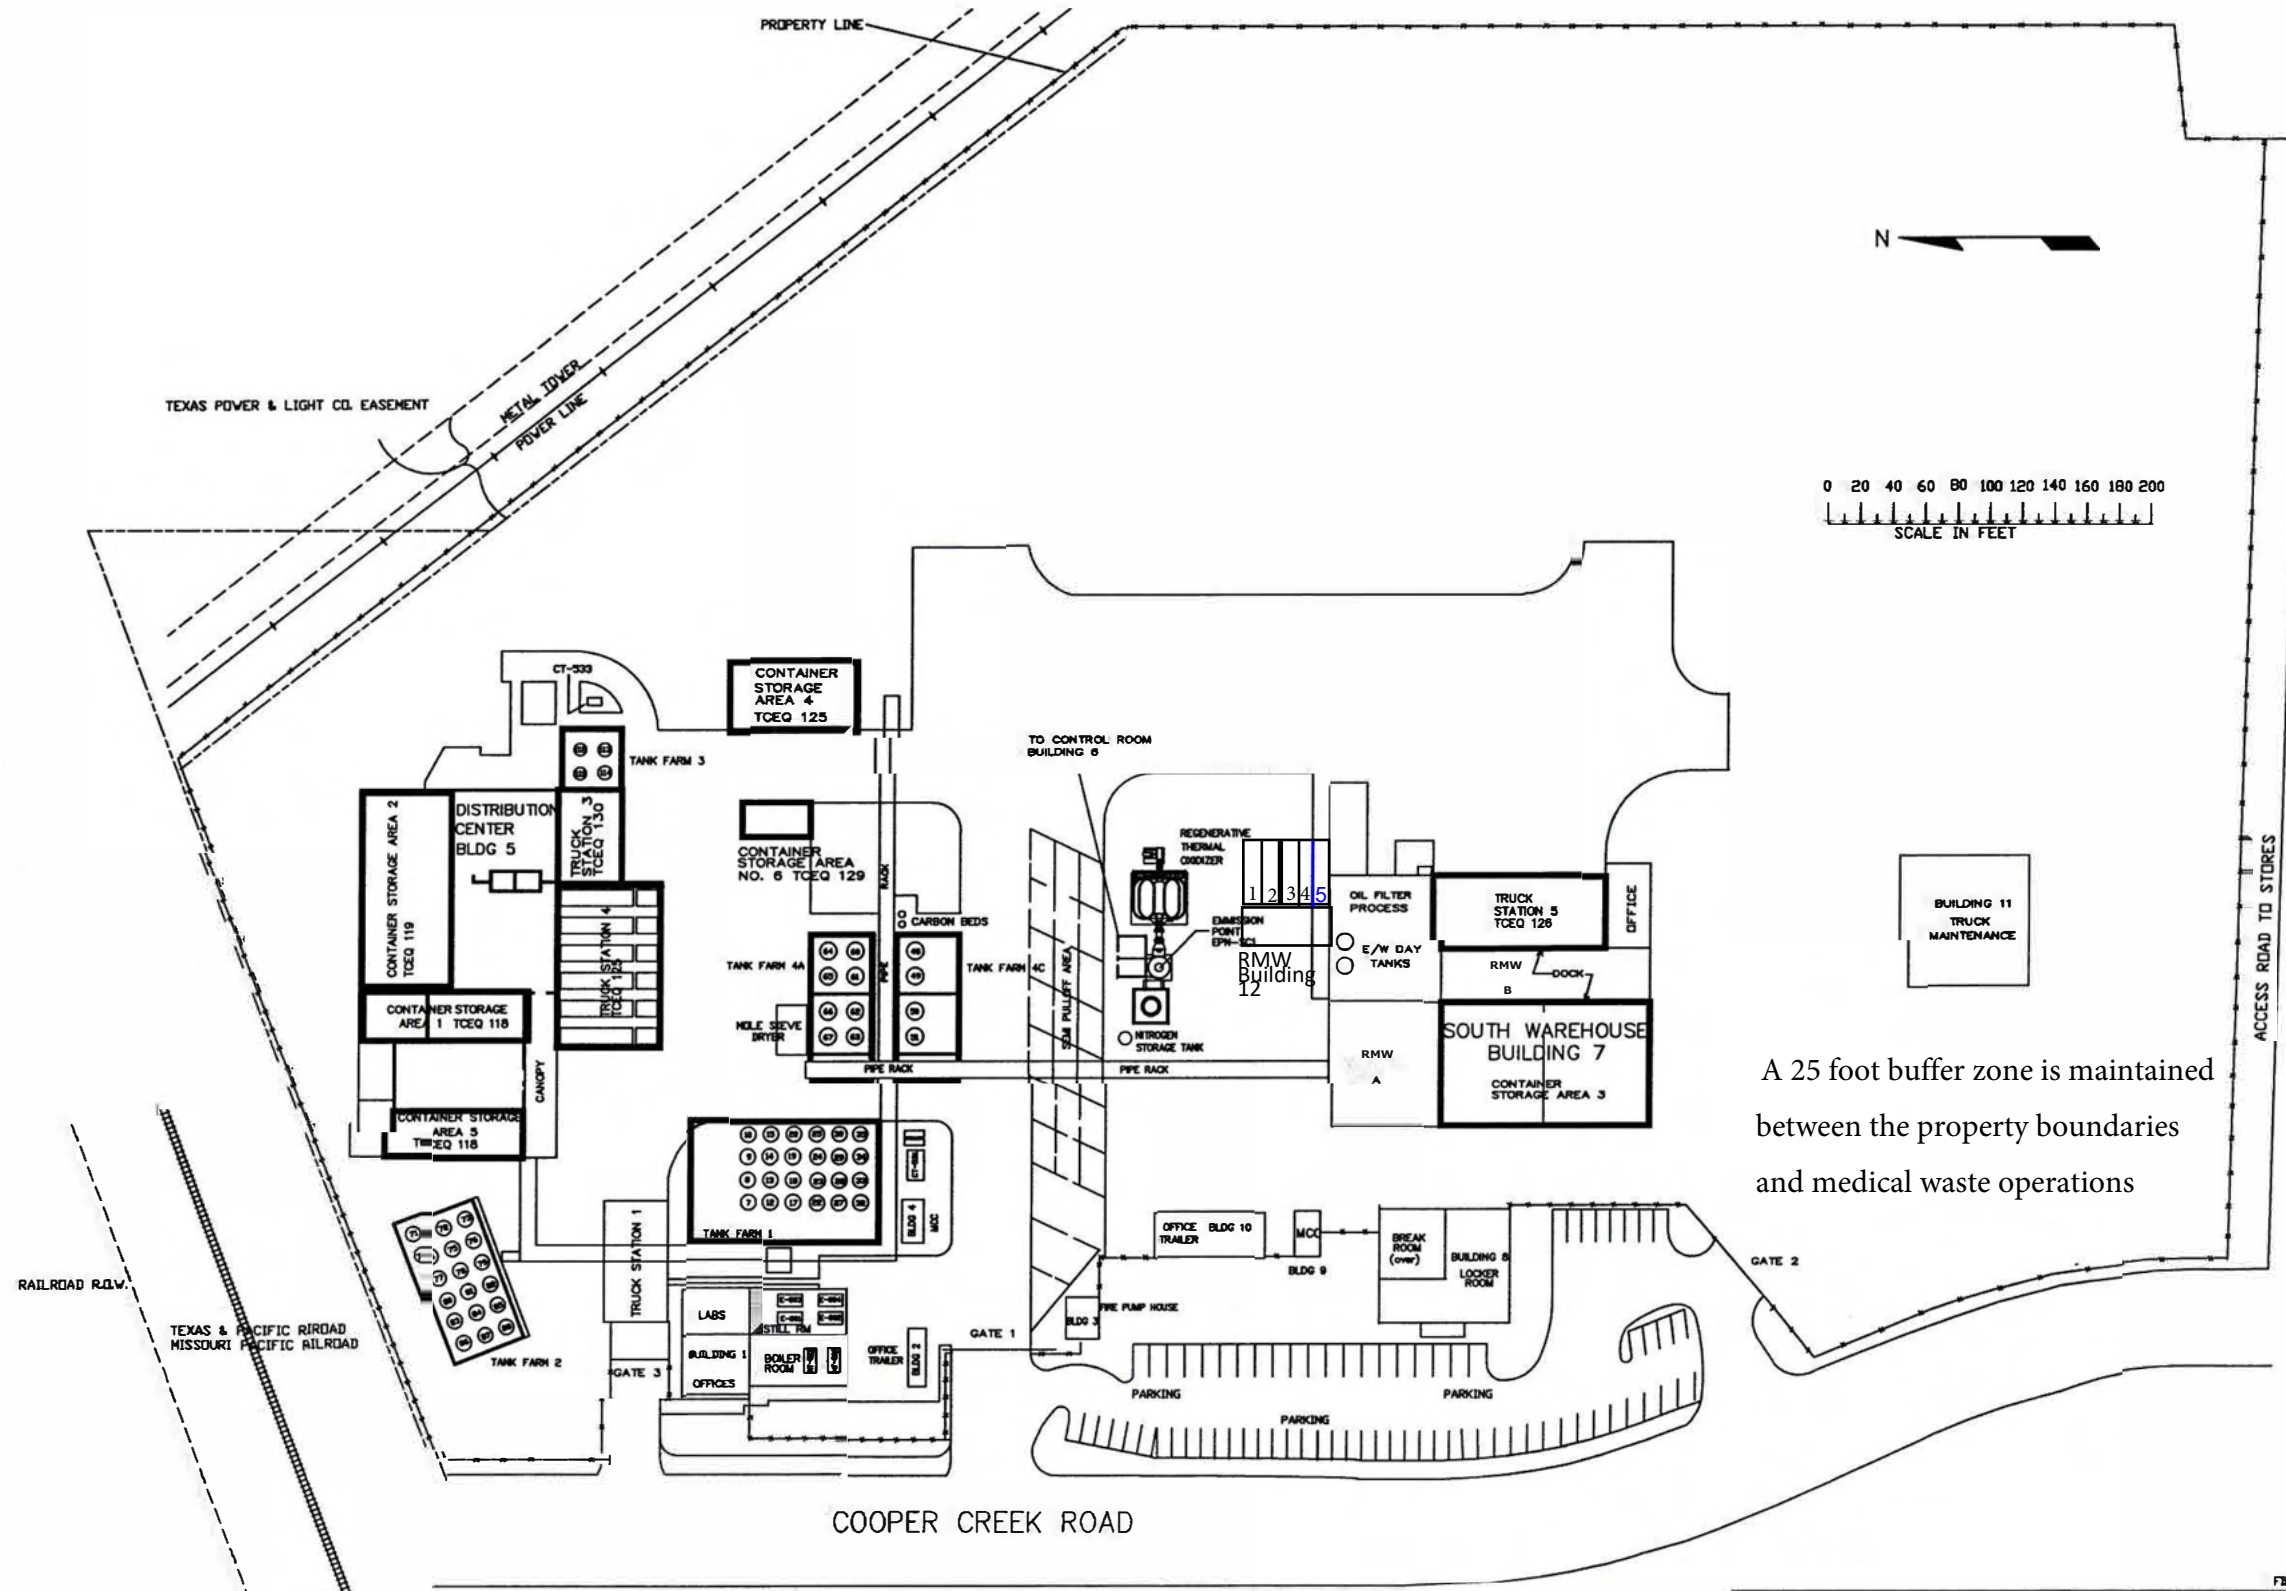 PROPERTY LINE
N
METAL TOWER
POWER LINE
TEXAS POWER & LIGHT CO. EASEMENT
0 20 40 60 80 100 120 140 160 180 200
SCALE IN FEET
CT-533
CONTAINER
STORAGE
AREA 4
TCEQ 125
TANK FARM 3
TO CONTROL ROOM
BUILDING 6
CONTAINER STORAGE AREA 2
TCEQ 119
DISTRIBUTION
CENTER
BLDG 5
TRUCK
STATION 3
TCEQ 130
CONTAINER
STORAGE AREA
NO. 6 TCEQ 129
RACK
PIPE
REGENERATIVE
THERMAL
OXIDIZER
1 2 3 4 5
OIL FILTER
PROCESS
TRUCK
STATION 5
TCEQ 126
OFFICE
BUILDING 11
TRUCK
MAINTENANCE
ACCESS ROAD TO STORES
CARBON BEDS
EMMISSION
POINT
EPN-SC1
TRUCK STATION 4
TCEQ 125
TANK FARM 4A
TANK FARM 4C
SEMI PULLOFF AREA
E/W DAY
TANKS
RMW
Building
12
RMW
B
DOCK
CONTAINER STORAGE
AREA 1 TCEQ 118
MOLE SIEVE
DRYER
NITROGEN
STORAGE TANK
SOUTH WAREHOUSE
BUILDING 7
CONTAINER
STORAGE AREA 3
RMW
A
PIPE RACK
PIPE RACK
CANOPY
A 25 foot buffer zone is maintained
between the property boundaries
and medical waste operations
CONTAINER STORAGE
AREA 5
TCEQ 118
TANK FARM 1
BLDG 4
MCC
TRUCK STATION 1
OFFICE BLDG 10
TRAILER
MCC
BLDG 9
BREAK
ROOM
(over)
BUILDING 8
LOCKER
ROOM
GATE 2
RAILROAD R.O.W.
TEXAS & PACIFIC RIROAD
MISSOURI PACIFIC RILROAD
TANK FARM 2
GATE 3
LABS
STILL RM
BUILDING 1
BOILER
ROOM
OFFICES
OFFICE
TRAILER
BLDG 2
GATE 1
BLDG 3
FIRE PUMP HOUSE
PARKING
PARKING
PARKING
COOPER CREEK ROAD